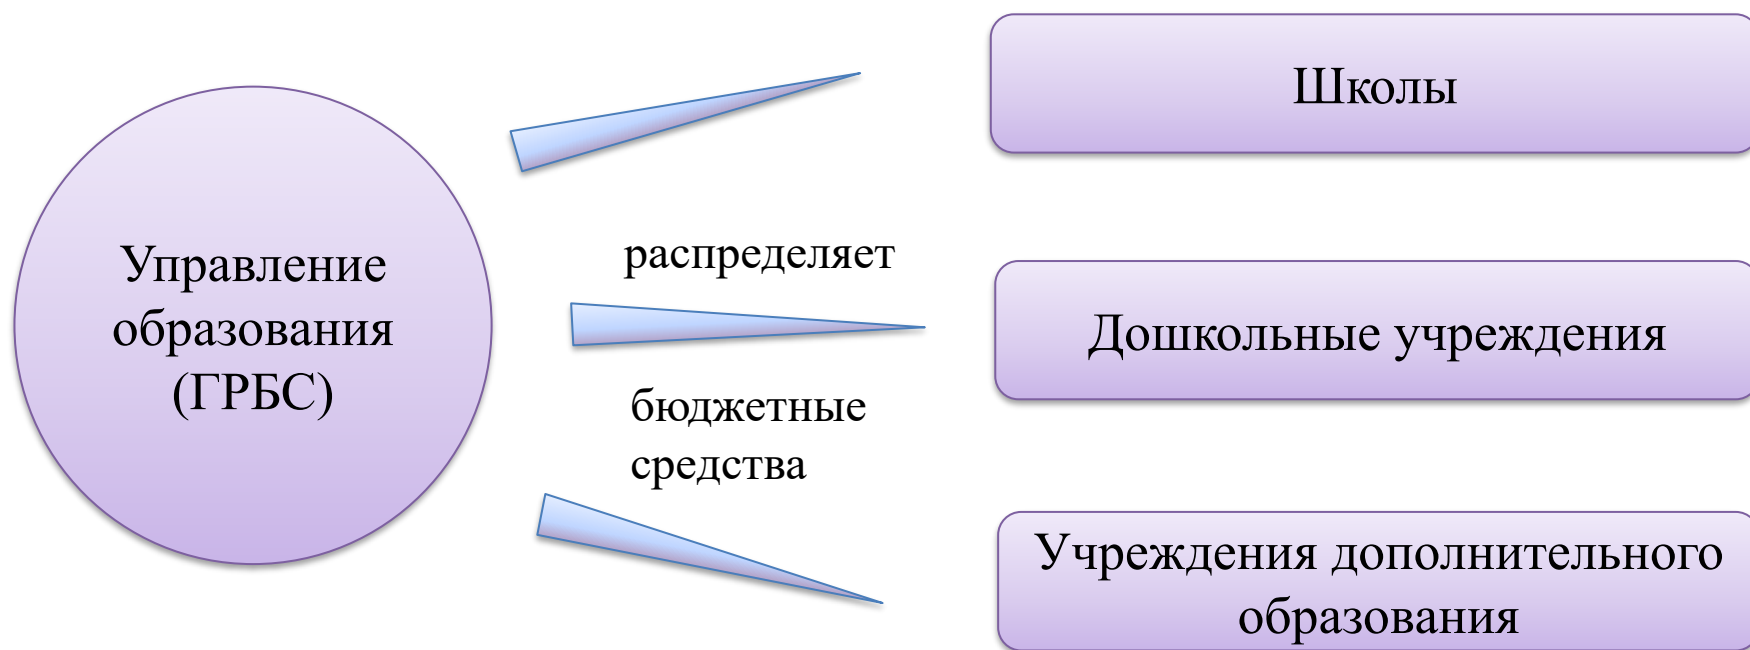 Управление
образования
(ГРБС)
распределяет
бюджетные
средства
Школы
Дошкольные учреждения
Учреждения дополнительного
образования